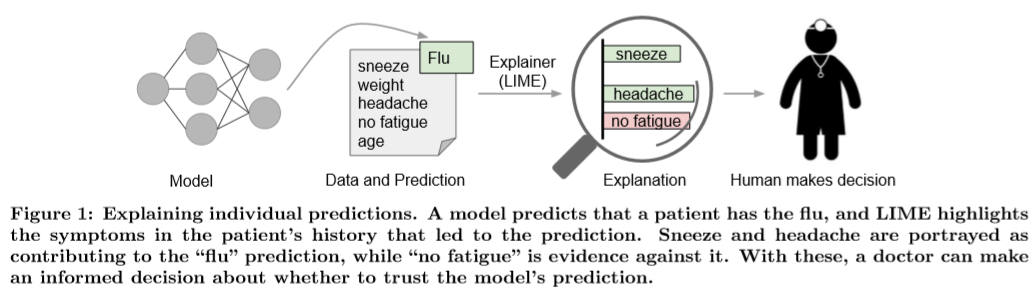 Flu
sneeze
weight
headache
no fatigue
age
Explainer
(LIME)
sneeze
headache
no fatigue
Model
Data and Prediction
Explanation
Human makes decision
Figure 1: Explaining individual predictions. A model predicts that a patient has the flu, and LIME highlights
the symptoms in the patient's history that led to the prediction. Sneeze and headache are portrayed as
contributing to the “flu” prediction, while “no fatigue” is evidence against it. With these, a doctor can make
an informed decision about whether to trust the model's prediction.